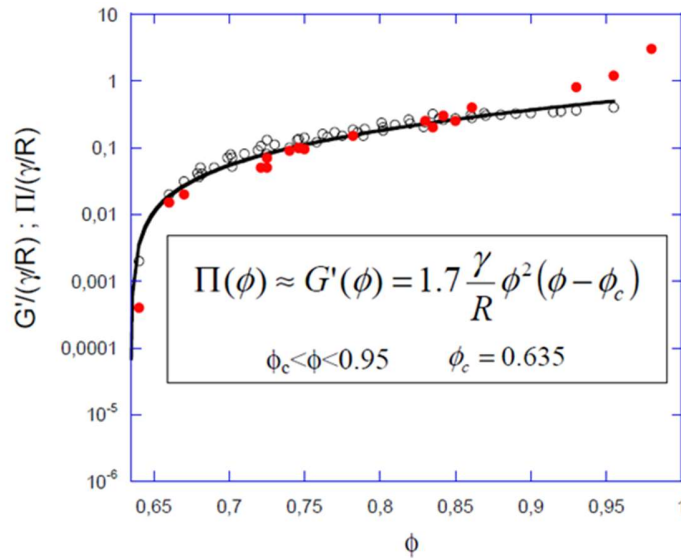 10
1
0,1
0,01
0,001
0,0001
10⁻⁵
10⁻⁶
G'/(γ/R) ; Π/(γ/R)
Π(ϕ) ≈ G'(ϕ) = 1.7 γ/R ϕ²(ϕ − ϕc)
ϕc<ϕ<0.95 ϕc = 0.635
0,65 0,7 0,75 0,8 0,85 0,9 0,95 1
ϕ